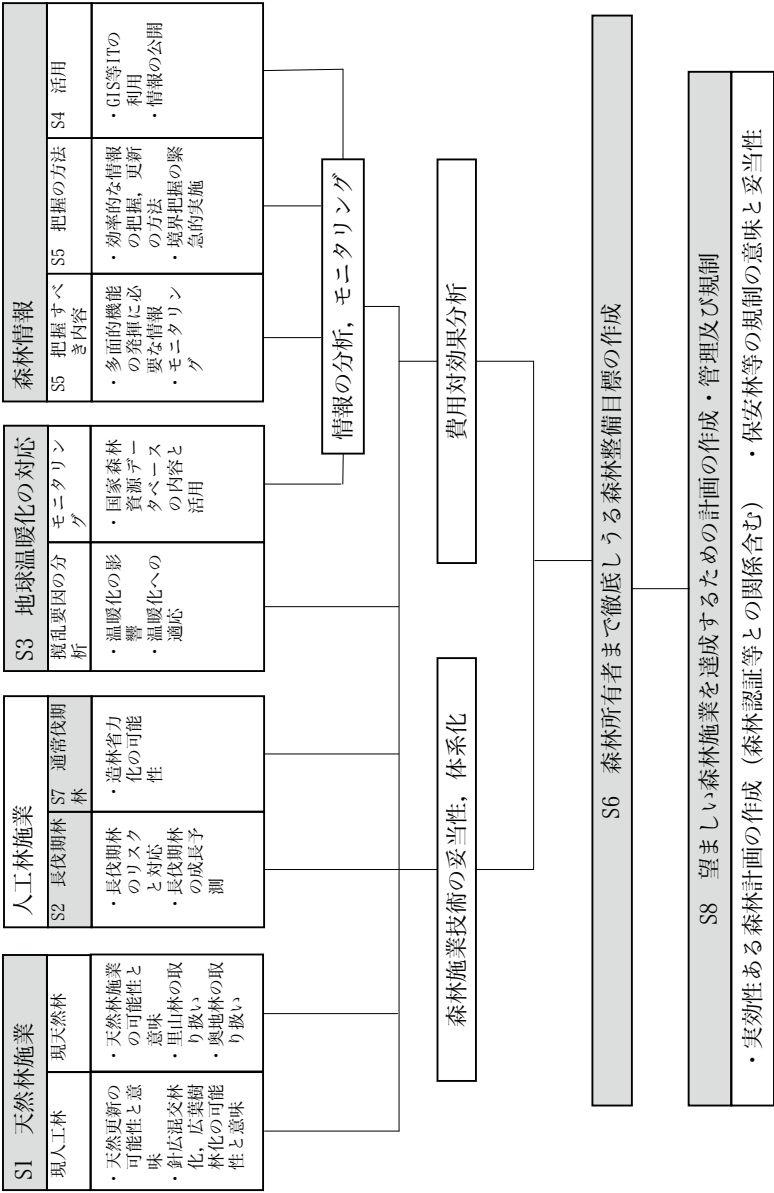 S1 天然林施業
現人工林
・天然更新の
可能性と意
味
・針広混交林
化，広葉樹
林化の可能
性と意味
現天然林
・天然林施業
の可能性と
意味
・里山林の取
り扱い
・奥地林の取
り扱い
人工林施業
S2 長伐期林
・長伐期林
のリスク
と対応
・長伐期林
の成長予
測
S7 通常伐期
林
・造林省力
化の可能
性
S3 地球温暖化の対応
撹乱要因の分
析
・温暖化の影
響
・温暖化への
適応
モニタリン
グ
・国家森林
資源デー
タベース
の内容と
活用
森林情報
S5 把握すべ
き内容
・多面的機能
の発揮に必
要な情報
・モニタリン
グ
S5 把握の方法
・効率的な情報
の把握，更新
の方法
・境界把握の緊
急的実施
S4 活用
・GIS等ITの
利用
・情報の公開
情報の分析，モニタリング
森林施業技術の妥当性，体系化
費用対効果分析
S6 森林所有者まで徹底しうる森林整備目標の作成
S8 望ましい森林施業を達成するための計画の作成・管理及び規制
・実効性ある森林計画の作成（森林認証等との関係含む）
・保安林等の規制の意味と妥当性